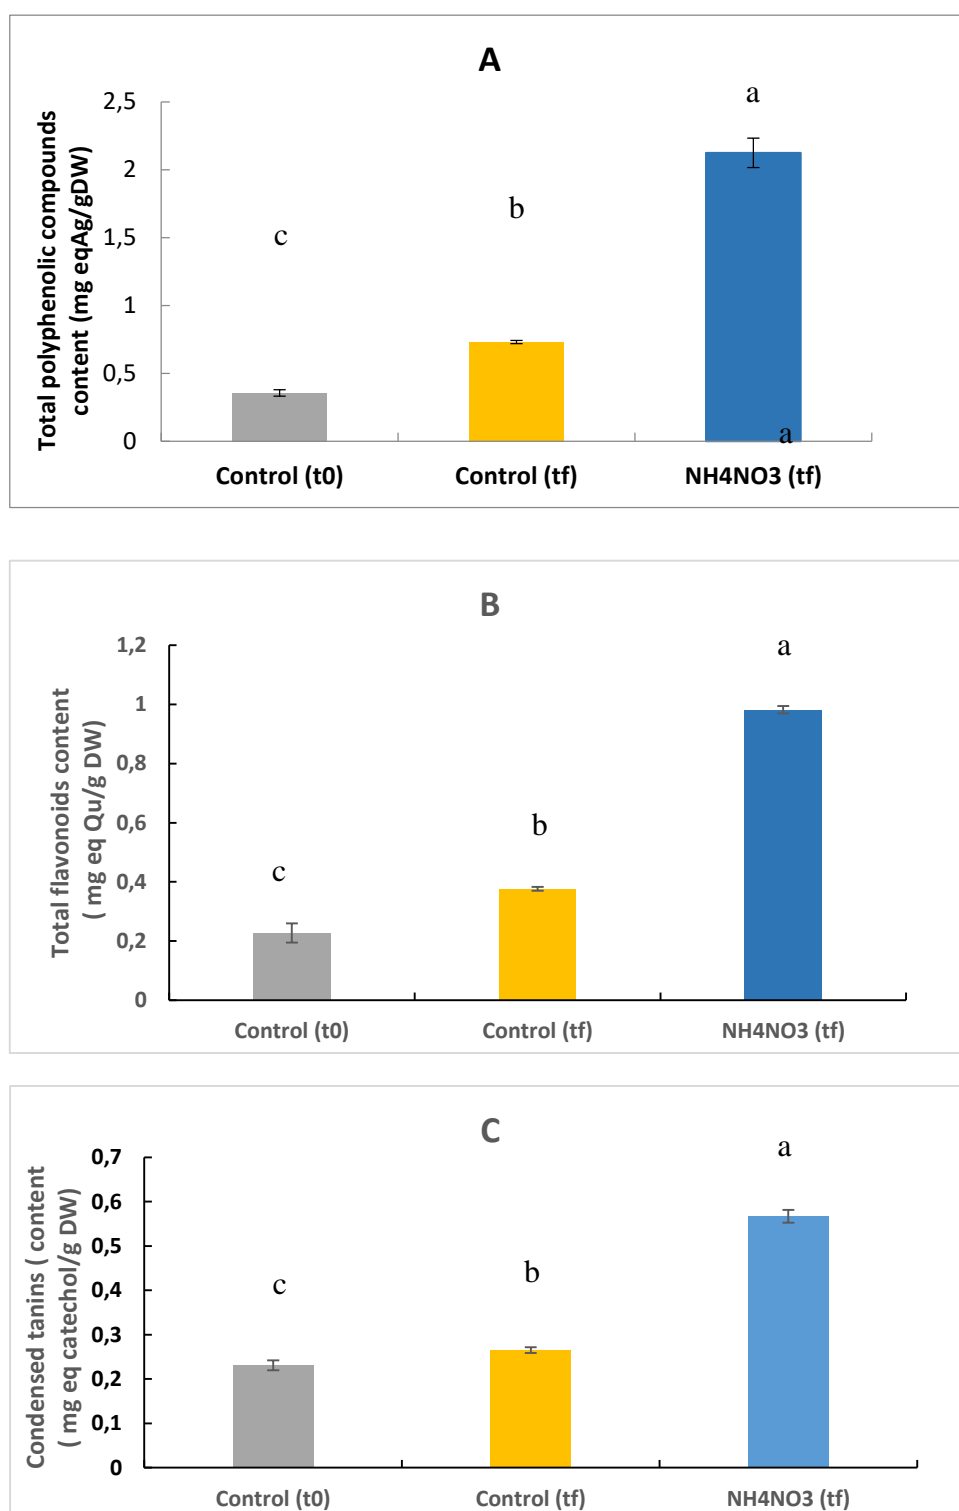 A
a
2,5
2
1,5
1
0,5
0
Total polyphenolic compounds
content (mg eqAg/gDW)
c
b
a
Control (t0)
Control (tf)
NH4NO3 (tf)
B
a
1,2
1
0,8
0,6
0,4
0,2
0
Total flavonoids content
( mg eq Qu/g DW)
b
c
Control (t0)
Control (tf)
NH4NO3 (tf)
C
a
0,7
0,6
0,5
0,4
0,3
0,2
0,1
0
Condensed tanins ( content
( mg eq catechol/g DW)
b
c
Control (t0)
Control (tf)
NH4NO3 (tf)